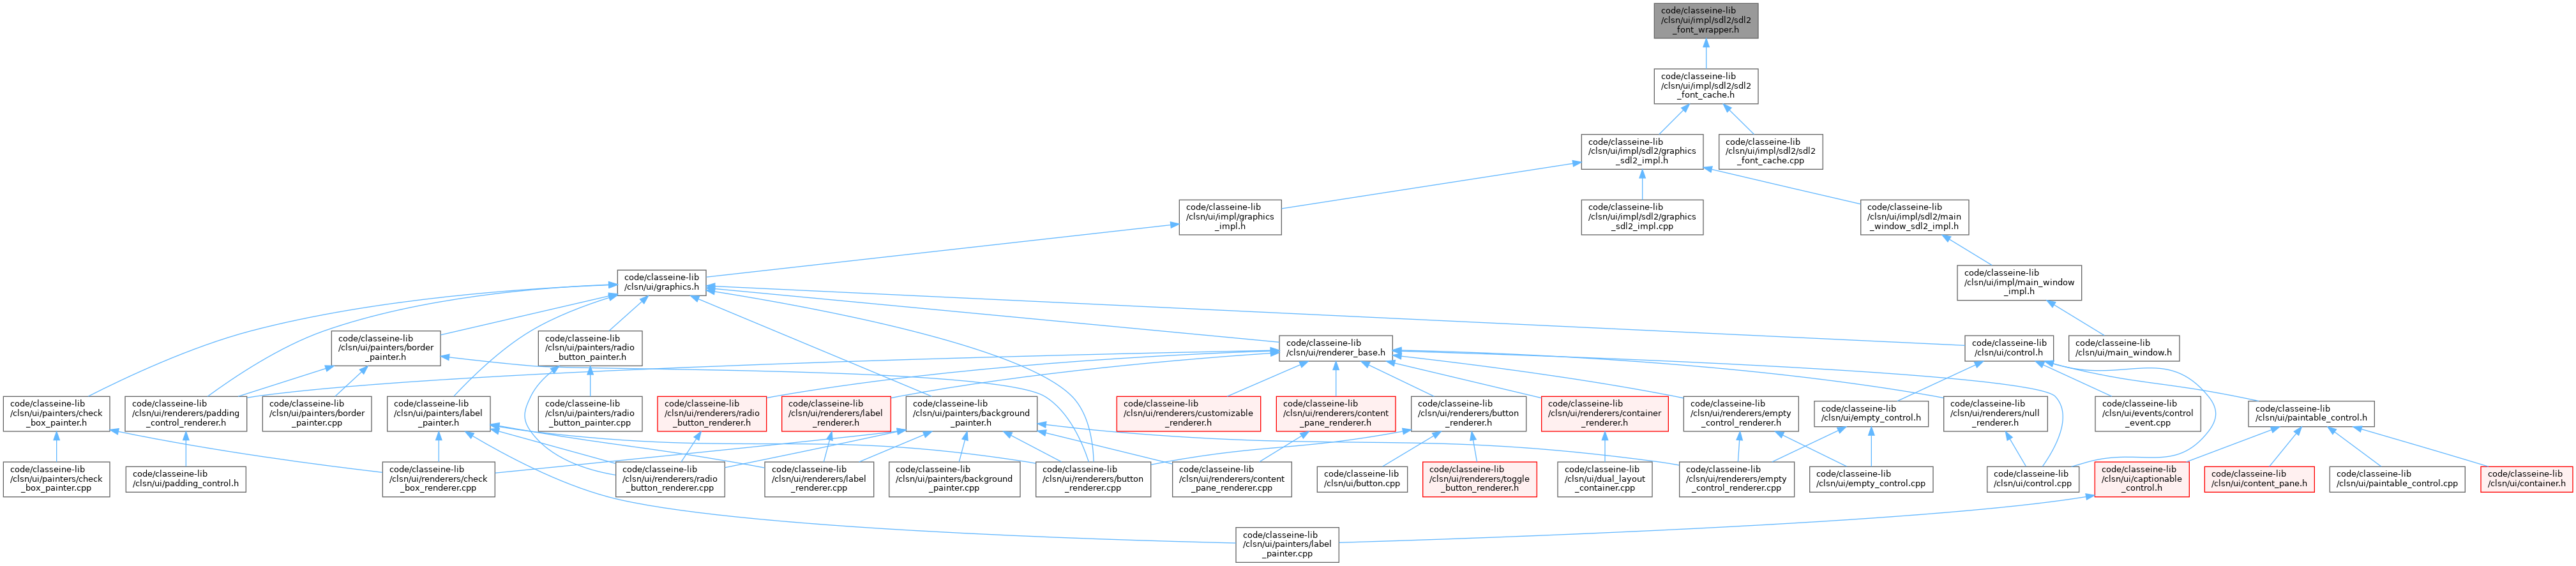 code/classeine-lib
/clsn/ui/impl/sdl2/sdl2
_font_wrapper.h
code/classeine-lib
/clsn/ui/impl/sdl2/sdl2
_font_cache.h
code/classeine-lib
/clsn/ui/impl/sdl2/graphics
_sdl2_impl.h
code/classeine-lib
/clsn/ui/impl/sdl2/sdl2
_font_cache.cpp
code/classeine-lib
/clsn/ui/impl/graphics
_impl.h
code/classeine-lib
/clsn/ui/impl/sdl2/graphics
_sdl2_impl.cpp
code/classeine-lib
/clsn/ui/impl/sdl2/main
_window_sdl2_impl.h
code/classeine-lib
/clsn/ui/graphics.h
code/classeine-lib
/clsn/ui/impl/main_window
_impl.h
code/classeine-lib
/clsn/ui/painters/border
_painter.h
code/classeine-lib
/clsn/ui/painters/radio
_button_painter.h
code/classeine-lib
/clsn/ui/renderer_base.h
code/classeine-lib
/clsn/ui/control.h
code/classeine-lib
/clsn/ui/main_window.h
code/classeine-lib
/clsn/ui/painters/check
_box_painter.h
code/classeine-lib
/clsn/ui/renderers/padding
_control_renderer.h
code/classeine-lib
/clsn/ui/painters/border
_painter.cpp
code/classeine-lib
/clsn/ui/painters/label
_painter.h
code/classeine-lib
/clsn/ui/painters/radio
_button_painter.cpp
code/classeine-lib
/clsn/ui/renderers/radio
_button_renderer.h
code/classeine-lib
/clsn/ui/renderers/label
_renderer.h
code/classeine-lib
/clsn/ui/painters/background
_painter.h
code/classeine-lib
/clsn/ui/renderers/customizable
_renderer.h
code/classeine-lib
/clsn/ui/renderers/content
_pane_renderer.h
code/classeine-lib
/clsn/ui/renderers/button
_renderer.h
code/classeine-lib
/clsn/ui/renderers/container
_renderer.h
code/classeine-lib
/clsn/ui/renderers/empty
_control_renderer.h
code/classeine-lib
/clsn/ui/empty_control.h
code/classeine-lib
/clsn/ui/renderers/null
_renderer.h
code/classeine-lib
/clsn/ui/events/control
_event.cpp
code/classeine-lib
/clsn/ui/paintable_control.h
code/classeine-lib
/clsn/ui/painters/check
_box_painter.cpp
code/classeine-lib
/clsn/ui/padding_control.h
code/classeine-lib
/clsn/ui/renderers/check
_box_renderer.cpp
code/classeine-lib
/clsn/ui/renderers/radio
_button_renderer.cpp
code/classeine-lib
/clsn/ui/renderers/label
_renderer.cpp
code/classeine-lib
/clsn/ui/painters/background
_painter.cpp
code/classeine-lib
/clsn/ui/renderers/button
_renderer.cpp
code/classeine-lib
/clsn/ui/renderers/content
_pane_renderer.cpp
code/classeine-lib
/clsn/ui/button.cpp
code/classeine-lib
/clsn/ui/renderers/toggle
_button_renderer.h
code/classeine-lib
/clsn/ui/dual_layout
_container.cpp
code/classeine-lib
/clsn/ui/renderers/empty
_control_renderer.cpp
code/classeine-lib
/clsn/ui/empty_control.cpp
code/classeine-lib
/clsn/ui/control.cpp
code/classeine-lib
/clsn/ui/captionable
_control.h
code/classeine-lib
/clsn/ui/content_pane.h
code/classeine-lib
/clsn/ui/paintable_control.cpp
code/classeine-lib
/clsn/ui/container.h
code/classeine-lib
/clsn/ui/painters/label
_painter.cpp